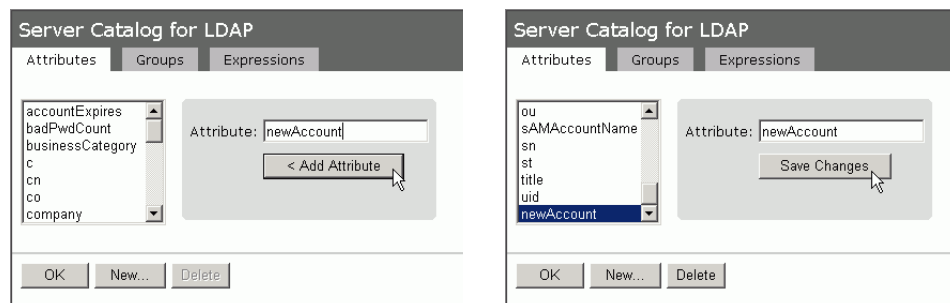 Server Catalog for LDAP
Attributes Groups Expressions
accountExpires
badPwdCount
businessCategory
c
cn
co
company
Attribute: newAccount
< Add Attribute
OK New... Delete
Server Catalog for LDAP
Attributes Groups Expressions
ou
sAMAccountName
sn
st
title
uid
newAccount
Attribute: newAccount
Save Changes
OK New... Delete